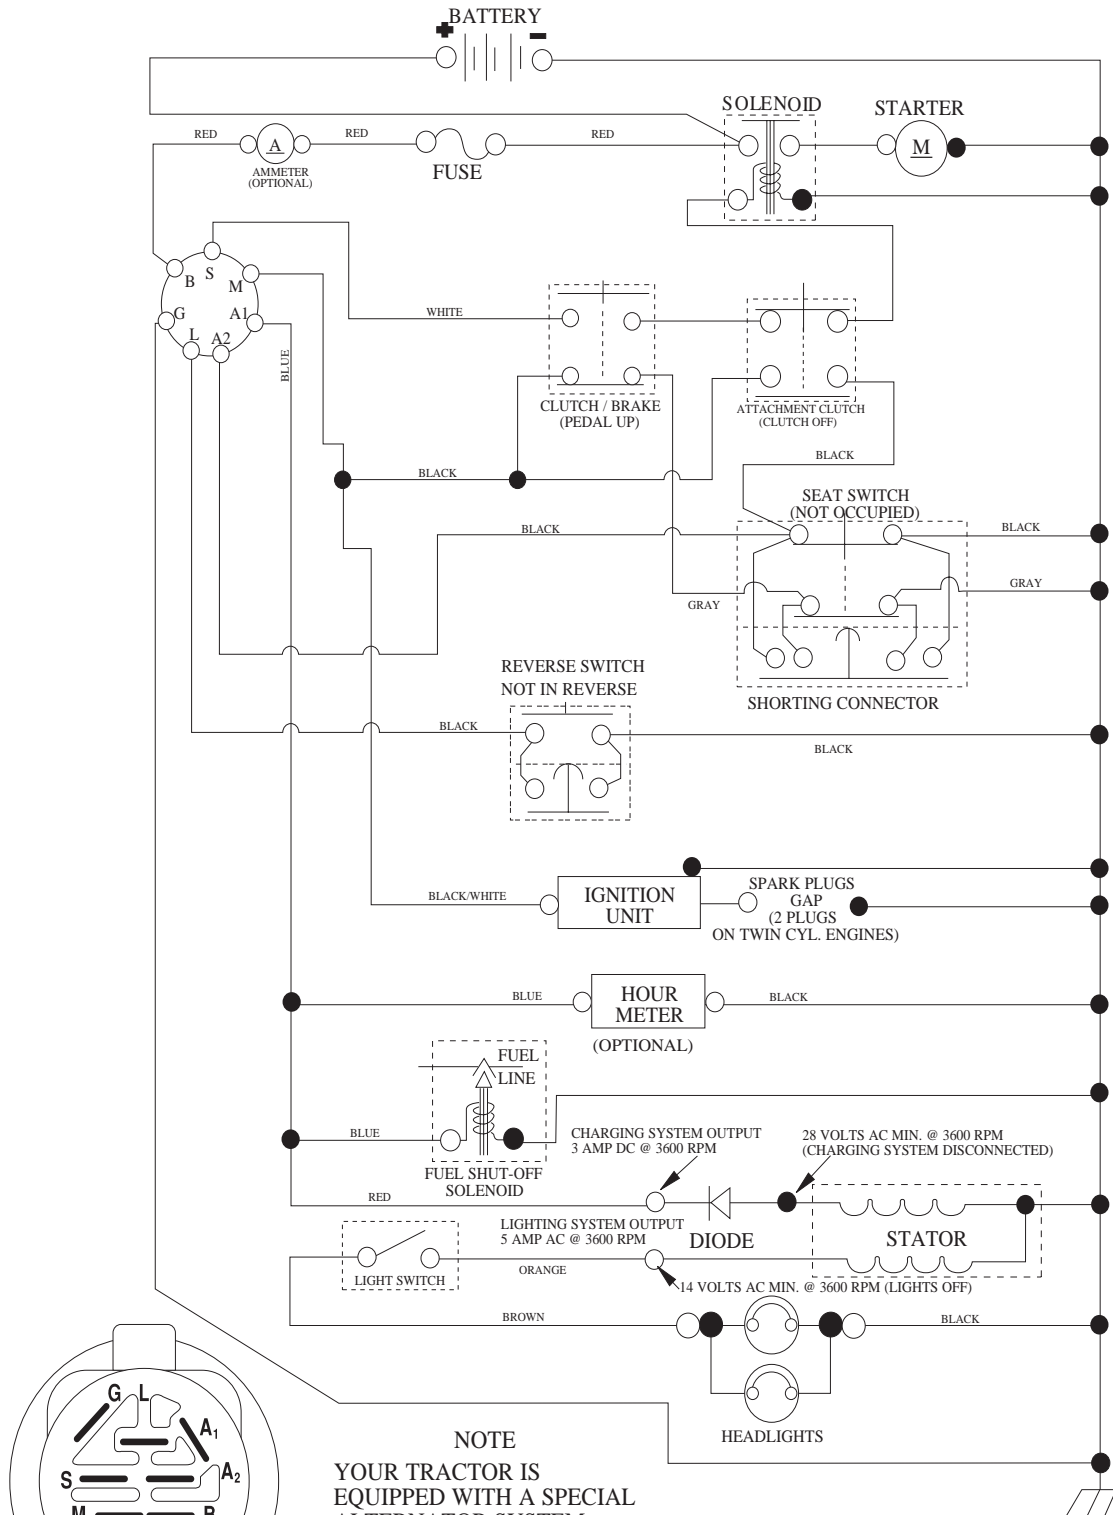 BATTERY
SOLENOID
STARTER
RED
A
RED
RED
M
AMMETER
(OPTIONAL)
FUSE
B
S
M
G
A1
L
A2
WHITE
BLUE
CLUTCH / BRAKE
(PEDAL UP)
ATTACHMENT CLUTCH
(CLUTCH OFF)
BLACK
BLACK
SEAT SWITCH
(NOT OCCUPIED)
BLACK
BLACK
GRAY
GRAY
REVERSE SWITCH
NOT IN REVERSE
SHORTING CONNECTOR
BLACK
BLACK
BLACK/WHITE
IGNITION
UNIT
SPARK PLUGS
GAP
(2 PLUGS
ON TWIN CYL. ENGINES)
BLUE
HOUR
METER
BLACK
(OPTIONAL)
FUEL
LINE
BLUE
CHARGING SYSTEM OUTPUT
3 AMP DC @ 3600 RPM
28 VOLTS AC MIN. @ 3600 RPM
(CHARGING SYSTEM DISCONNECTED)
FUEL SHUT-OFF
SOLENOID
RED
LIGHTING SYSTEM OUTPUT
5 AMP AC @ 3600 RPM
DIODE
STATOR
LIGHT SWITCH
ORANGE
14 VOLTS AC MIN. @ 3600 RPM (LIGHTS OFF)
BROWN
BLACK
HEADLIGHTS
G L
A1
A2
S
M
B
NOTE
YOUR TRACTOR IS
EQUIPPED WITH A SPECIAL
ALTERNATOR SYSTEM